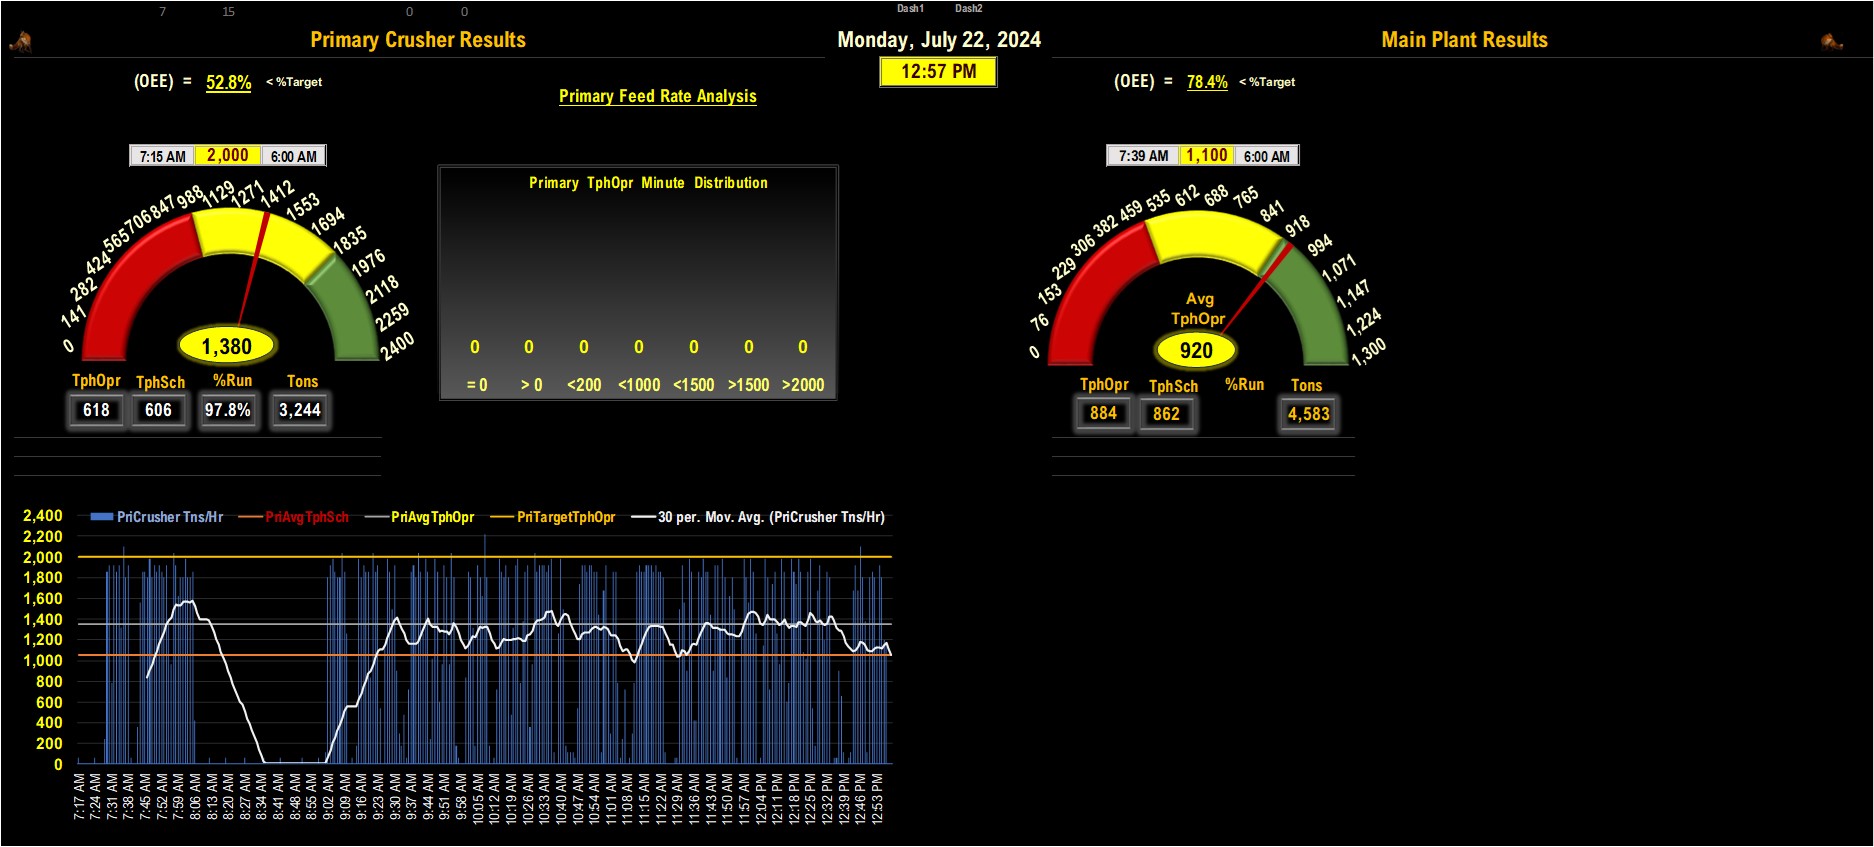 7 15 0 0 Dash1 Dash2
Primary Crusher Results
Monday, July 22, 2024
Main Plant Results
12:57 PM
(OEE) = 52.8% < %Target
(OEE) = 78.4% < %Target
Primary Feed Rate Analysis
7:15 AM 2,000 6:00 AM
7:39 AM 1,100 6:00 AM
0 141 282 424 565 706 847 988 1129 1271 1412 1553 1694 1835 1976 2118 2259 2400
1,380
TphOpr TphSch %Run Tons
618 606 97.8% 3,244
Primary TphOpr Minute Distribution
0 0 0 0 0 0 0
= 0 > 0 <200 <1000 <1500 >1500 >2000
0 76 153 229 306 382 459 535 612 688 765 841 918 994 1,071 1,147 1,224 1,300
Avg
TphOpr
920
TphOpr TphSch %Run Tons
884 862 4,583
PriCrusher Tns/Hr PriAvgTphSch PriAvgTphOpr PriTargetTphOpr 30 per. Mov. Avg. (PriCrusher Tns/Hr)
2,400
2,200
2,000
1,800
1,600
1,400
1,200
1,000
800
600
400
200
0
7:17 AM 7:24 AM 7:31 AM 7:38 AM 7:45 AM 7:52 AM 7:59 AM 8:06 AM 8:13 AM 8:20 AM 8:27 AM 8:34 AM 8:41 AM 8:48 AM 8:55 AM 9:02 AM 9:09 AM 9:16 AM 9:23 AM 9:30 AM 9:37 AM 9:44 AM 9:51 AM 9:58 AM 10:05 AM 10:12 AM 10:19 AM 10:26 AM 10:33 AM 10:40 AM 10:47 AM 10:54 AM 11:01 AM 11:08 AM 11:15 AM 11:22 AM 11:29 AM 11:36 AM 11:43 AM 11:50 AM 11:57 AM 12:04 PM 12:11 PM 12:18 PM 12:25 PM 12:32 PM 12:39 PM 12:46 PM 12:53 PM